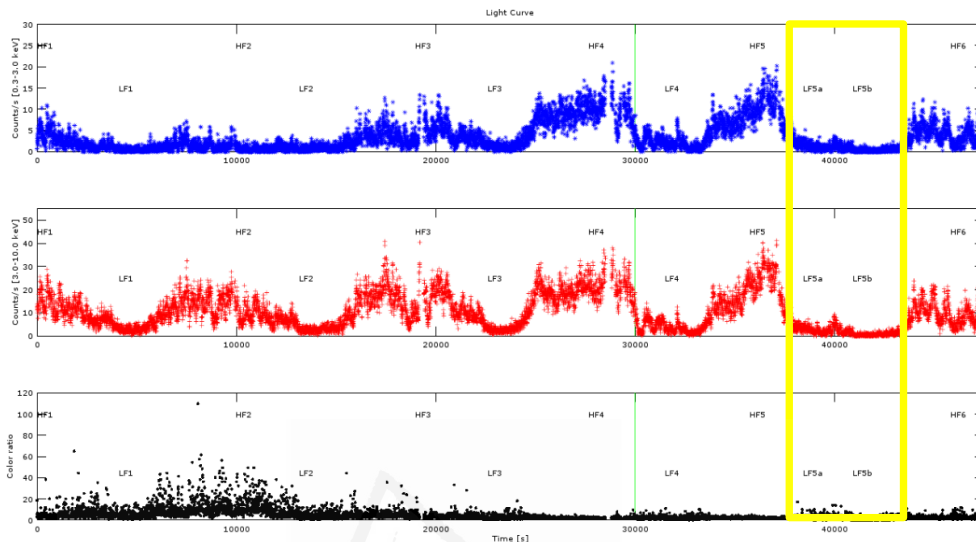 Light Curve
30
25
20
15
10
5
0
Counts/s [0.3-3.0 keV]
HF1 HF2 HF3 HF4 HF5 HF6
LF1 LF2 LF3 LF4 LF5a LF5b
0 10000 20000 30000 40000
50
40
30
20
10
0
Counts/s [3.0-10.0 keV]
HF1 HF2 HF3 HF4 HF5 HF6
LF1 LF2 LF3 LF4 LF5a LF5b
0 10000 20000 30000 40000
120
100
80
60
40
20
0
Color ratio
HF1 HF2 HF3 HF4 HF5 HF6
LF1 LF2 LF3 LF4 LF5a LF5b
0 10000 20000 30000 40000
Time [s]